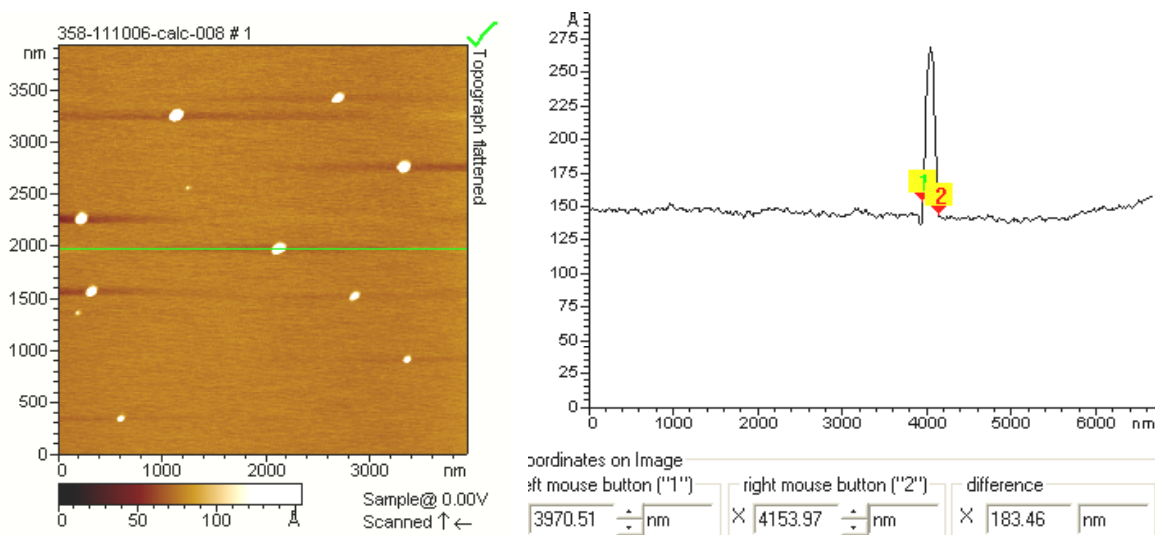 358-111006-calc-008 # 1
nm
3500
3000
2500
2000
1500
1000
500
0
0 2000 3000 nm
Topograph flattened
0 50 100 Å
Sample@ 0.00V
Scanned ↑ ←
Å
275
250
225
200
175
150
125
100
75
50
25
0
1
2
0 1000 2000 3000 4000 5000 6000 nm
oordinates on Image
eft mouse button ("1") right mouse button ("2") difference
3970.51 nm X 4153.97 nm X 183.46 nm